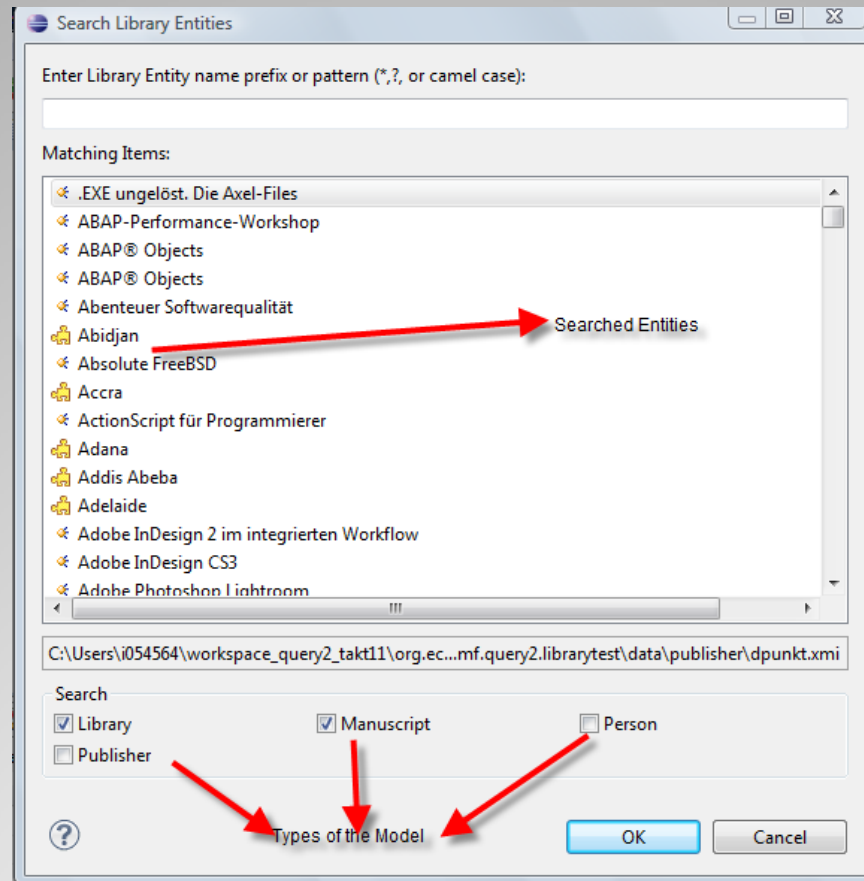 Search Library Entities
Enter Library Entity name prefix or pattern (*,?, or camel case):
Matching Items:
.EXE ungelöst. Die Axel-Files
ABAP-Performance-Workshop
ABAP® Objects
ABAP® Objects
Abenteuer Softwarequalität
Searched Entities
Abidjan
Absolute FreeBSD
Accra
ActionScript für Programmierer
Adana
Addis Abeba
Adelaide
Adobe InDesign 2 im integrierten Workflow
Adobe InDesign CS3
Adobe Photoshop Lightroom
C:\Users\i054564\workspace_query2_takt11\org.ec...mf.query2.librarytest\data\publisher\dpunkt.xmi
Search
Library Manuscript Person
Publisher
Types of the Model
OK Cancel